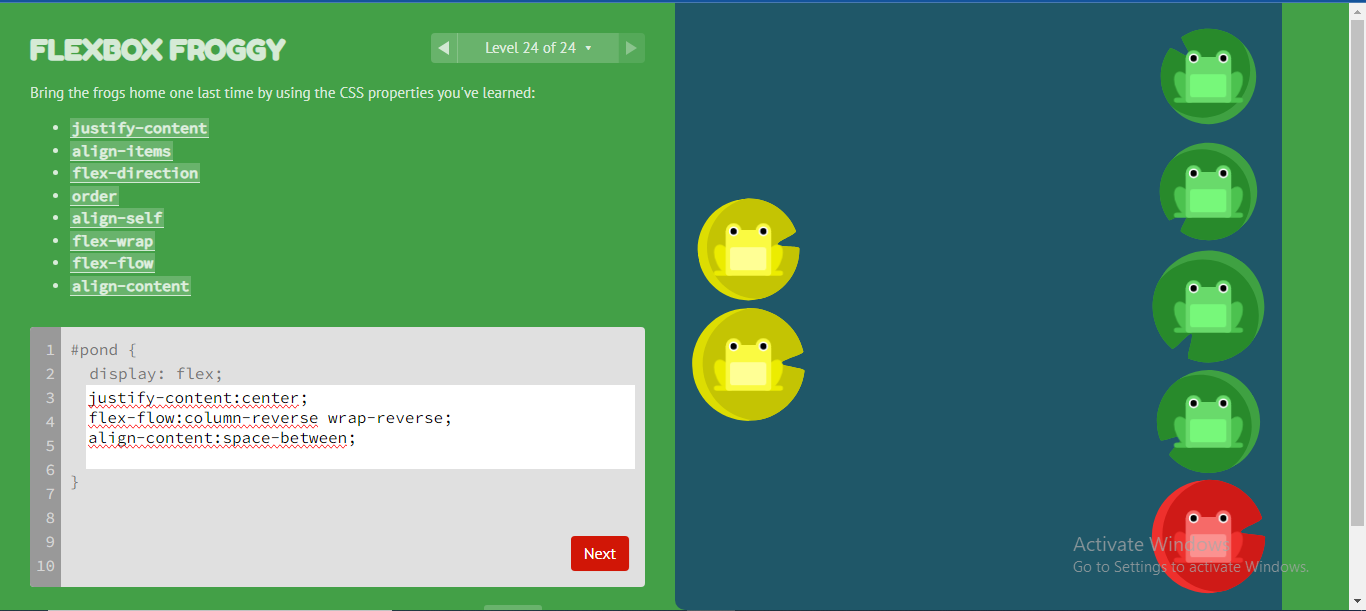 FLEXBOX FROGGY
Level 24 of 24
Bring the frogs home one last time by using the CSS properties you've learned:
justify-content
align-items
flex-direction
order
align-self
flex-wrap
flex-flow
align-content
1 #pond {
2 display: flex;
3 justify-content:center;
4 flex-flow:column-reverse wrap-reverse;
5 align-content:space-between;
6
7 }
8
9
10
Next
Activate Windows
Go to Settings to activate Windows.